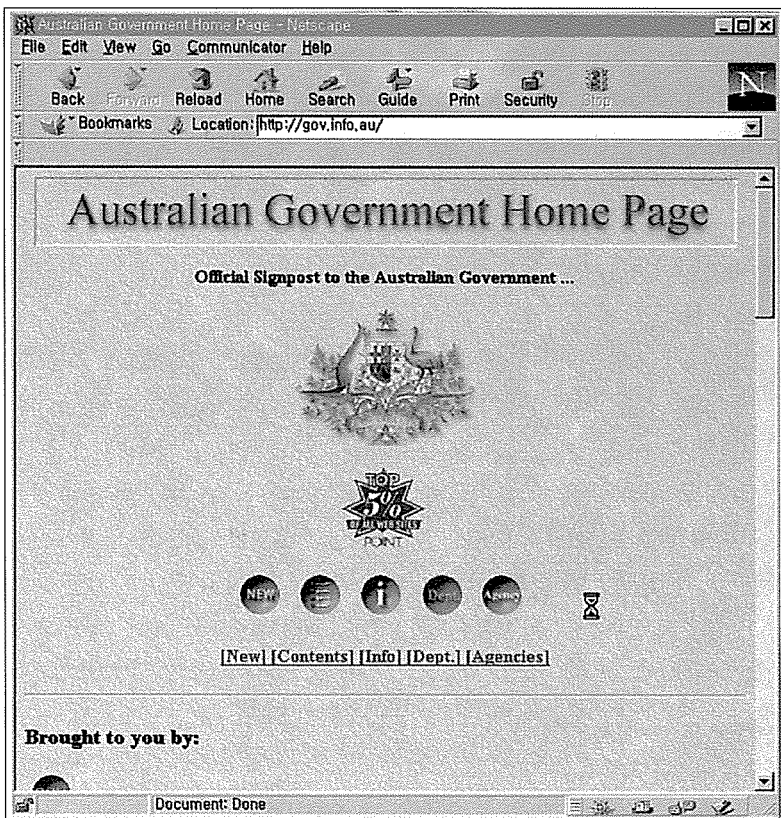 Australian Government Home Page - Netscape
File Edit View Go Communicator Help
Back Forward Reload Home Search Guide Print Security Stop
N
Bookmarks Location: http://gov.info.au/
Australian Government Home Page
Official Signpost to the Australian Government ...
TOP
5%
OF ALL WEB SITES
POINT
NEW i Dept. Agency
[New] [Contents] [Info] [Dept.] [Agencies]
Brought to you by:
Document: Done